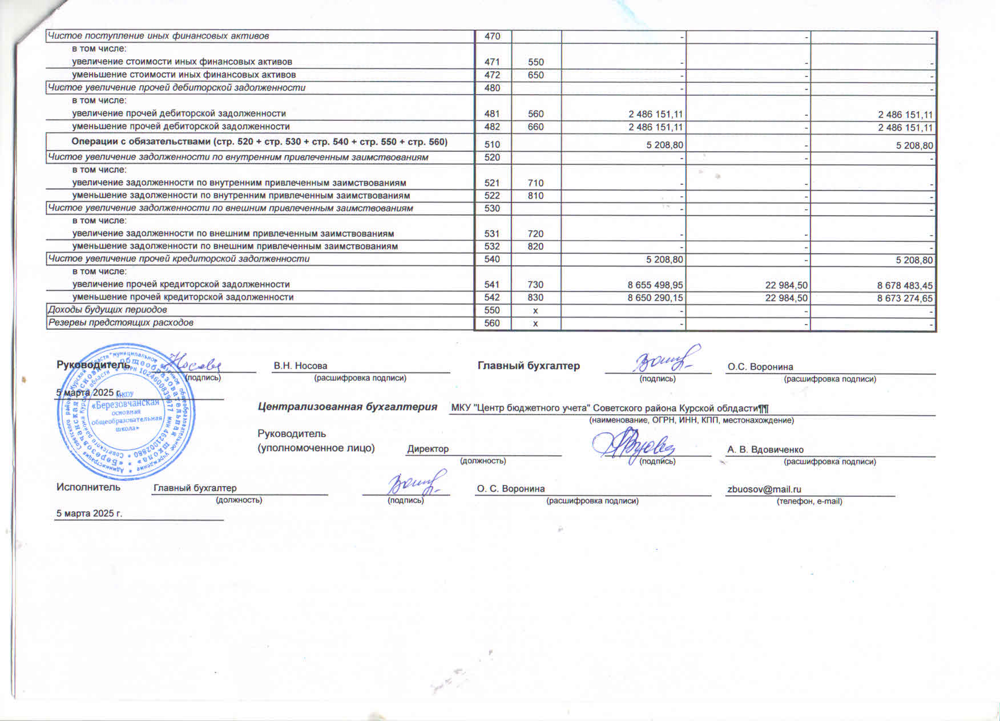 Чистое поступление иных финансовых активов 470 - - -
в том числе:
увеличение стоимости иных финансовых активов 471 550 - - -
уменьшение стоимости иных финансовых активов 472 650 - - -
Чистое увеличение прочей дебиторской задолженности 480 - - -
в том числе:
увеличение прочей дебиторской задолженности 481 560 2 486 151,11 - 2 486 151,11
уменьшение прочей дебиторской задолженности 482 660 2 486 151,11 - 2 486 151,11
Операции с обязательствами (стр. 520 + стр. 530 + стр. 540 + стр. 550 + стр. 560) 510 5 208,80 - 5 208,80
Чистое увеличение задолженности по внутренним привлеченным заимствованиям 520 - - -
в том числе:
увеличение задолженности по внутренним привлеченным заимствованиям 521 710 - - -
уменьшение задолженности по внутренним привлеченным заимствованиям 522 810 - - -
Чистое увеличение задолженности по внешним привлеченным заимствованиям 530 - - -
в том числе:
увеличение задолженности по внешним привлеченным заимствованиям 531 720 - - -
уменьшение задолженности по внешним привлеченным заимствованиям 532 820 - - -
Чистое увеличение прочей кредиторской задолженности 540 5 208,80 - 5 208,80
в том числе:
увеличение прочей кредиторской задолженности 541 730 8 655 498,95 22 984,50 8 678 483,45
уменьшение прочей кредиторской задолженности 542 830 8 650 290,15 22 984,50 8 673 274,65
Доходы будущих периодов 550 х - - -
Резервы предстоящих расходов 560 х - - -
Руководитель Носова В.Н. Носова Главный бухгалтер О.С. Воронина
(подпись) (расшифровка подписи) (подпись) (расшифровка подписи)
5 марта 2025 г.
МКОУ
«Березовчанская
основная
общеобразовательная
школа»
Централизованная бухгалтерия МКУ "Центр бюджетного учета" Советского района Курской облдасти¶¶
(наименование, ОГРН, ИНН, КПП, местонахождение)
Руководитель
(уполномоченное лицо) Директор А. В. Вдовиченко
(должность) (подпись) (расшифровка подписи)
Исполнитель Главный бухгалтер О. С. Воронина zbuosov@mail.ru
(должность) (подпись) (расшифровка подписи) (телефон, e-mail)
5 марта 2025 г.